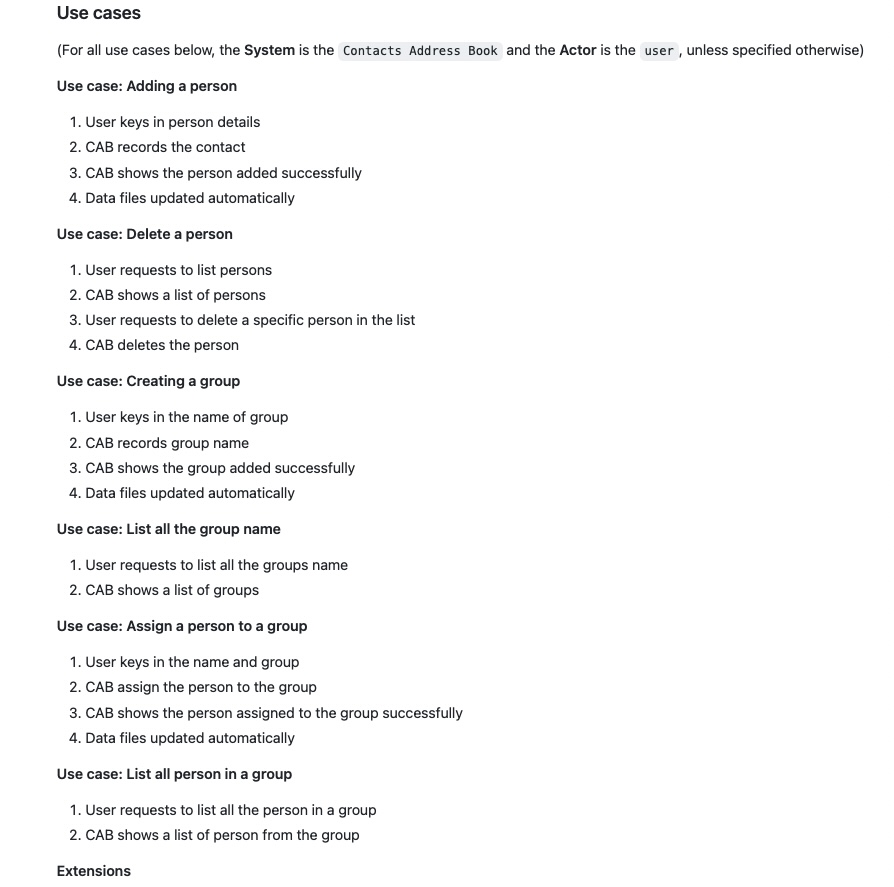 Use cases
(For all use cases below, the System is the Contacts Address Book and the Actor is the user, unless specified otherwise)
Use case: Adding a person
1. User keys in person details
2. CAB records the contact
3. CAB shows the person added successfully
4. Data files updated automatically
Use case: Delete a person
1. User requests to list persons
2. CAB shows a list of persons
3. User requests to delete a specific person in the list
4. CAB deletes the person
Use case: Creating a group
1. User keys in the name of group
2. CAB records group name
3. CAB shows the group added successfully
4. Data files updated automatically
Use case: List all the group name
1. User requests to list all the groups name
2. CAB shows a list of groups
Use case: Assign a person to a group
1. User keys in the name and group
2. CAB assign the person to the group
3. CAB shows the person assigned to the group successfully
4. Data files updated automatically
Use case: List all person in a group
1. User requests to list all the person in a group
2. CAB shows a list of person from the group
Extensions